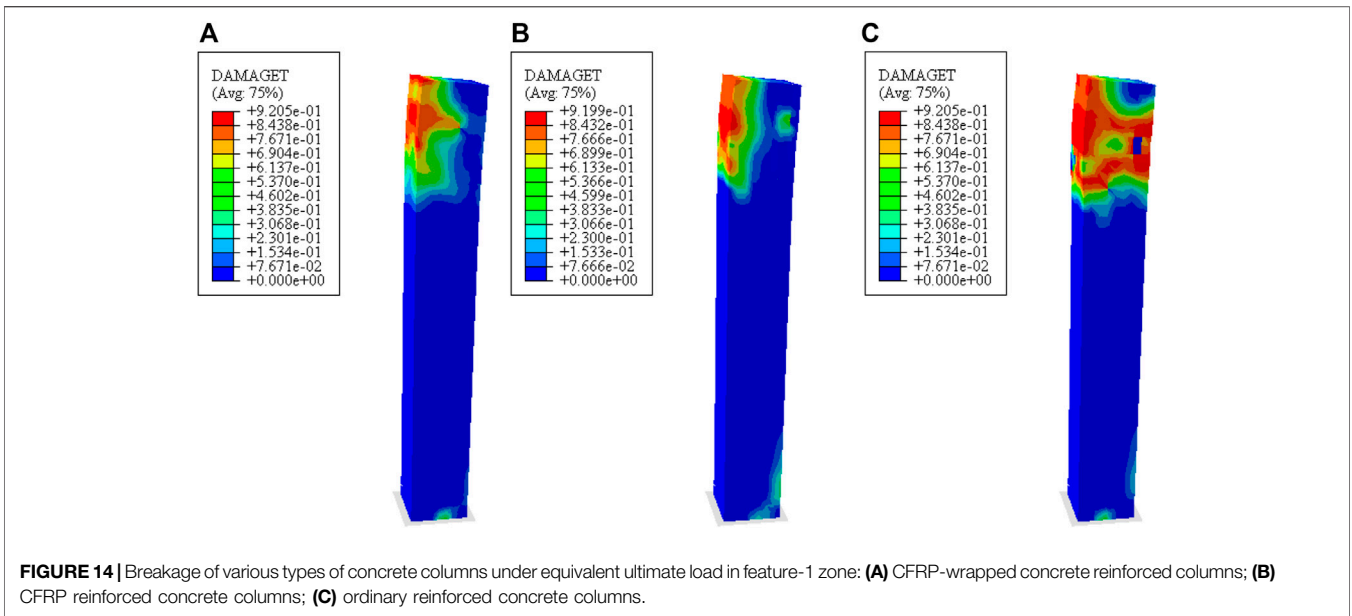 A
DAMAGET
(Avg: 75%)
+9.205e-01
+8.438e-01
+7.671e-01
+6.904e-01
+6.137e-01
+5.370e-01
+4.602e-01
+3.835e-01
+3.068e-01
+2.301e-01
+1.534e-01
+7.671e-02
+0.000e+00
B
DAMAGET
(Avg: 75%)
+9.199e-01
+8.432e-01
+7.666e-01
+6.899e-01
+6.133e-01
+5.366e-01
+4.599e-01
+3.833e-01
+3.066e-01
+2.300e-01
+1.533e-01
+7.666e-02
+0.000e+00
C
DAMAGET
(Avg: 75%)
+9.205e-01
+8.438e-01
+7.671e-01
+6.904e-01
+6.137e-01
+5.370e-01
+4.602e-01
+3.835e-01
+3.068e-01
+2.301e-01
+1.534e-01
+7.671e-02
+0.000e+00
FIGURE 14 | Breakage of various types of concrete columns under equivalent ultimate load in feature-1 zone: (A) CFRP-wrapped concrete reinforced columns; (B)
CFRP reinforced concrete columns; (C) ordinary reinforced concrete columns.